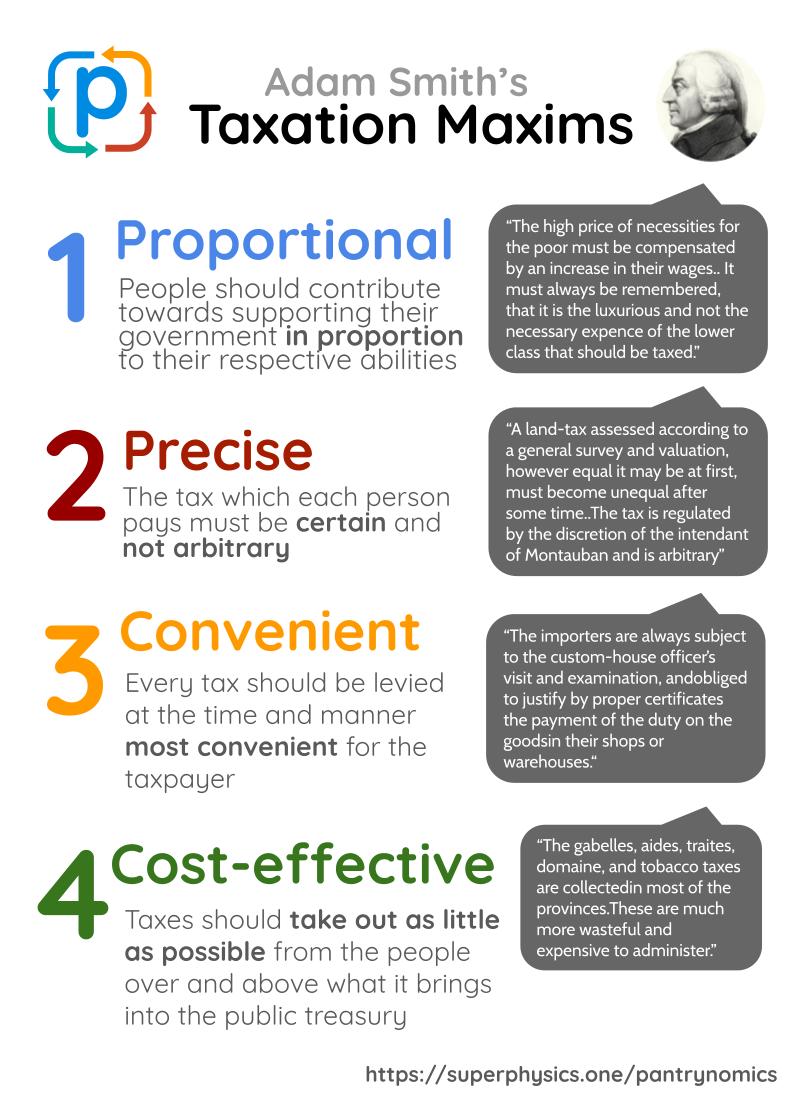 p
Adam Smith's
Taxation Maxims
1
Proportional
People should contribute
towards supporting their
government in proportion
to their respective abilities
“The high price of necessities for
the poor must be compensated
by an increase in their wages.. It
must always be remembered,
that it is the luxurious and not the
necessary expence of the lower
class that should be taxed.”
2
Precise
The tax which each person
pays must be certain and
not arbitrary
“A land-tax assessed according to
a general survey and valuation,
however equal it may be at first,
must become unequal after
some time..The tax is regulated
by the discretion of the intendant
of Montauban and is arbitrary”
3
Convenient
Every tax should be levied
at the time and manner
most convenient for the
taxpayer
“The importers are always subject
to the custom-house officer's
visit and examination, andobliged
to justify by proper certificates
the payment of the duty on the
goodsin their shops or
warehouses.“
4
Cost-effective
Taxes should take out as little
as possible from the people
over and above what it brings
into the public treasury
“The gabelles, aides, traites,
domaine, and tobacco taxes
are collectedin most of the
provinces.These are much
more wasteful and
expensive to administer.”
https://superphysics.one/pantrynomics